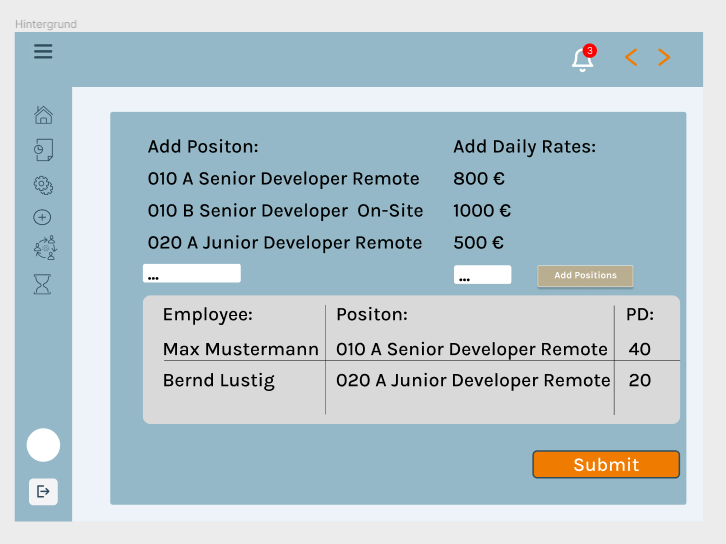 Hintergrund
3
Add Positon: Add Daily Rates:
010 A Senior Developer Remote 800 €
010 B Senior Developer On-Site 1000 €
020 A Junior Developer Remote 500 €
... ... Add Positions
Employee: Positon: PD:
Max Mustermann 010 A Senior Developer Remote 40
Bernd Lustig 020 A Junior Developer Remote 20
Submit